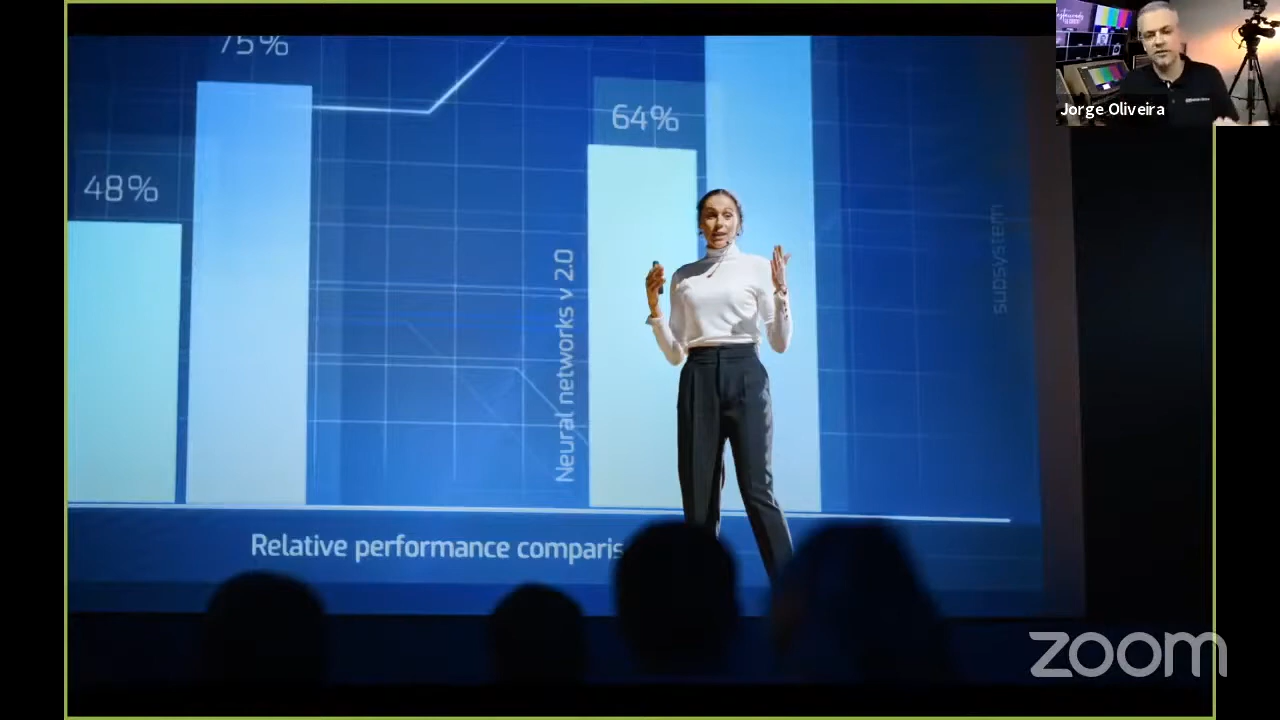 75%
48%
64%
Neural networks v 2.0
subsystem
Relative performance comparis
Jorge Oliveira
zoom